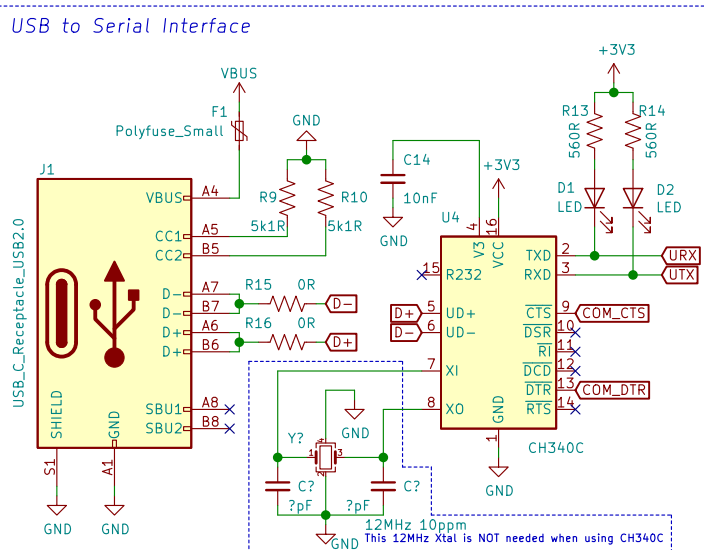 USB to Serial Interface
+3V3
VBUS
F1
Polyfuse_Small
GND
R13
560R
R14
560R
J1
C14
10nF
+3V3
GND
VBUS
A4
R9
5k1R
R10
5k1R
D1
LED
D2
LED
U4
CC1
A5
CC2
B5
4
V3
16
VCC
TXD
2
URX
RXD
3
UTX
15
R232
USB_C_Receptacle_USB2.0
D-
A7
R15
0R
D-
D-
B7
D+
A6
R16
0R
D+
D+
B6
D+
5
UD+
D-
6
UD-
CTS
9
COM_CTS
DSR
10
RI
11
7
XI
DCD
12
DTR
13
COM_DTR
8
XO
RTS
14
GND
1
CH340C
GND
SBU1
A8
SBU2
B8
SHIELD
GND
S1
A1
GND
GND
GND
Y?
4
1
3
2
C?
?pF
C?
?pF
GND
12MHz 10ppm
This 12MHz Xtal is NOT needed when using CH340C